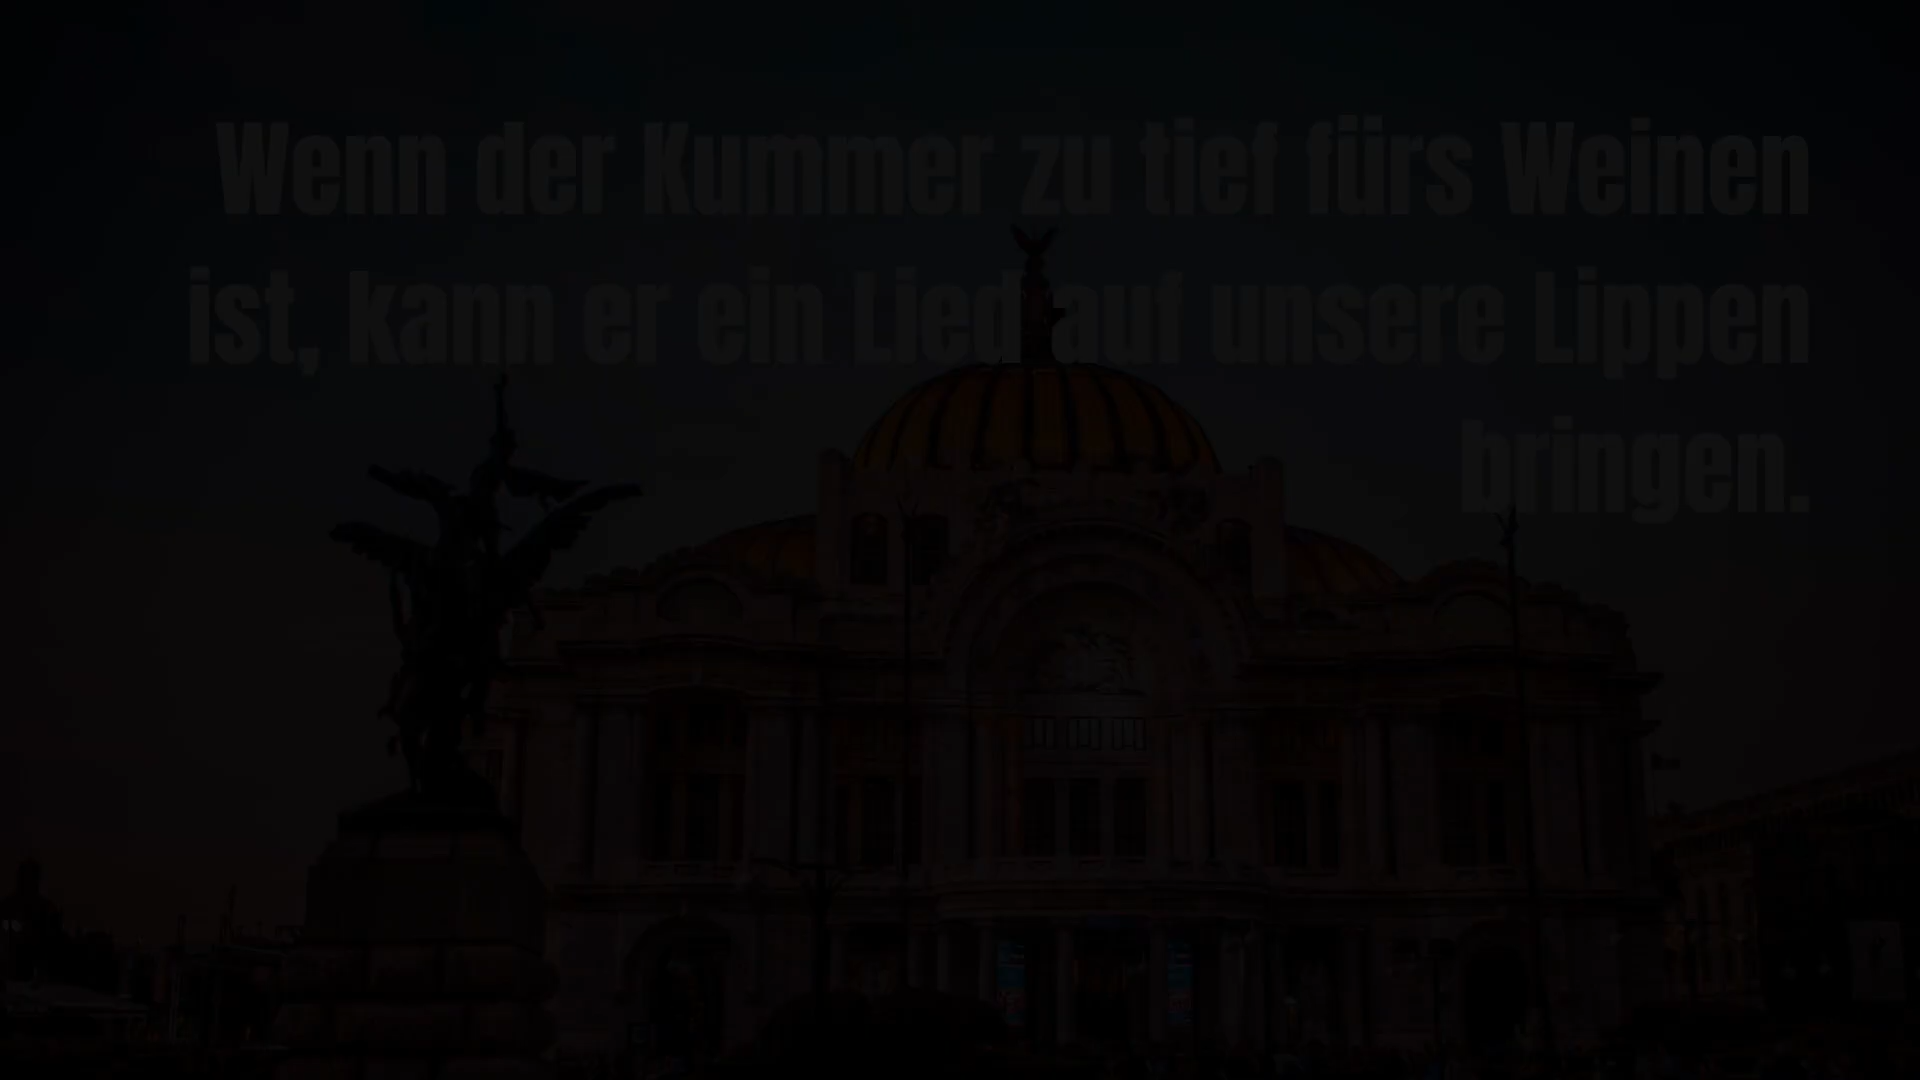 Wenn der Kummer zu tief fürs Weinen
ist, kann er ein Lied auf unsere Lippen
bringen.